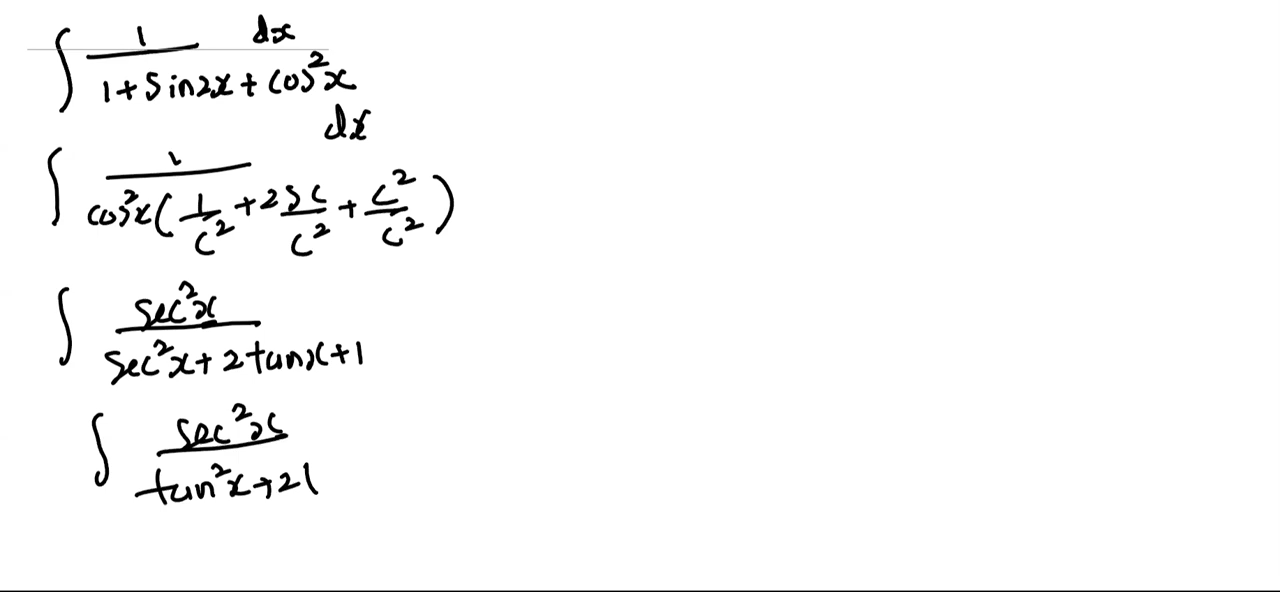 ∫ 1/(1+sin2x+cos²x) dx
∫ 1/(cos²x(1/c²+2sc/c²+c²/c²)) dx
∫ sec²x/(sec²x+2tanx+1)
∫ sec²x/(tan²x+21